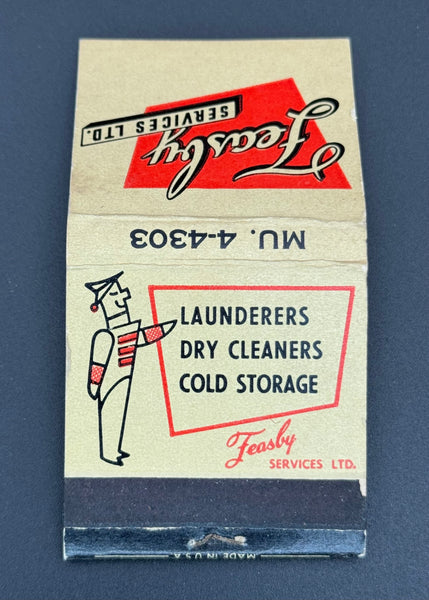 Feasby
SERVICES LTD.
MU. 4-4303
LAUNDERERS
DRY CLEANERS
COLD STORAGE
Feasby
SERVICES LTD.
MADE IN U.S.A.